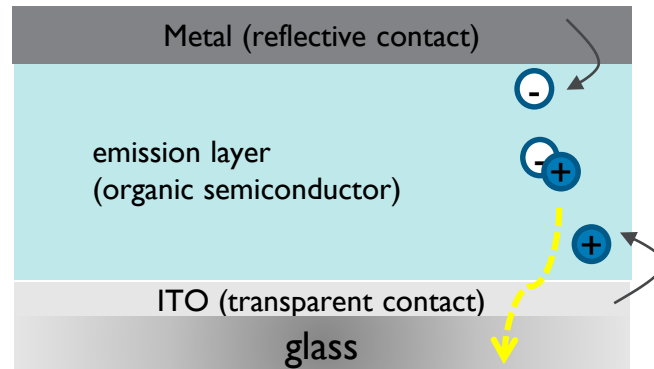 Metal (reflective contact)
-
emission layer
(organic semiconductor)
-
+
+
ITO (transparent contact)
glass